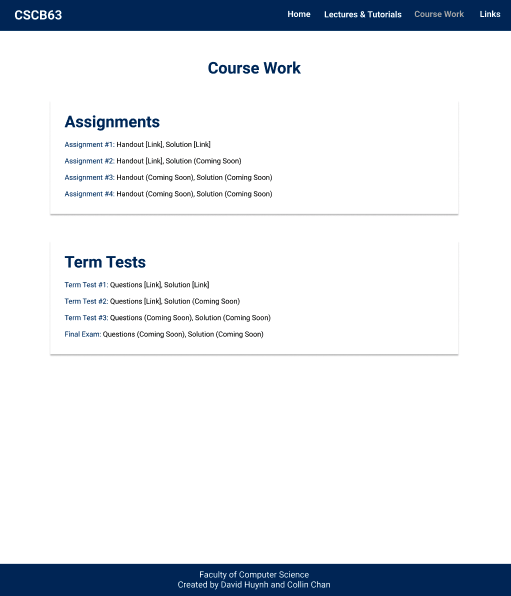 CSCB63 Home Lectures & Tutorials Course Work Links
Course Work
Assignments
Assignment #1: Handout [Link], Solution [Link]
Assignment #2: Handout [Link], Solution (Coming Soon)
Assignment #3: Handout (Coming Soon), Solution (Coming Soon)
Assignment #4: Handout (Coming Soon), Solution (Coming Soon)
Term Tests
Term Test #1: Questions [Link], Solution [Link]
Term Test #2: Questions [Link], Solution (Coming Soon)
Term Test #3: Questions (Coming Soon), Solution (Coming Soon)
Final Exam: Questions (Coming Soon), Solution (Coming Soon)
Faculty of Computer Science
Created by David Huynh and Collin Chan